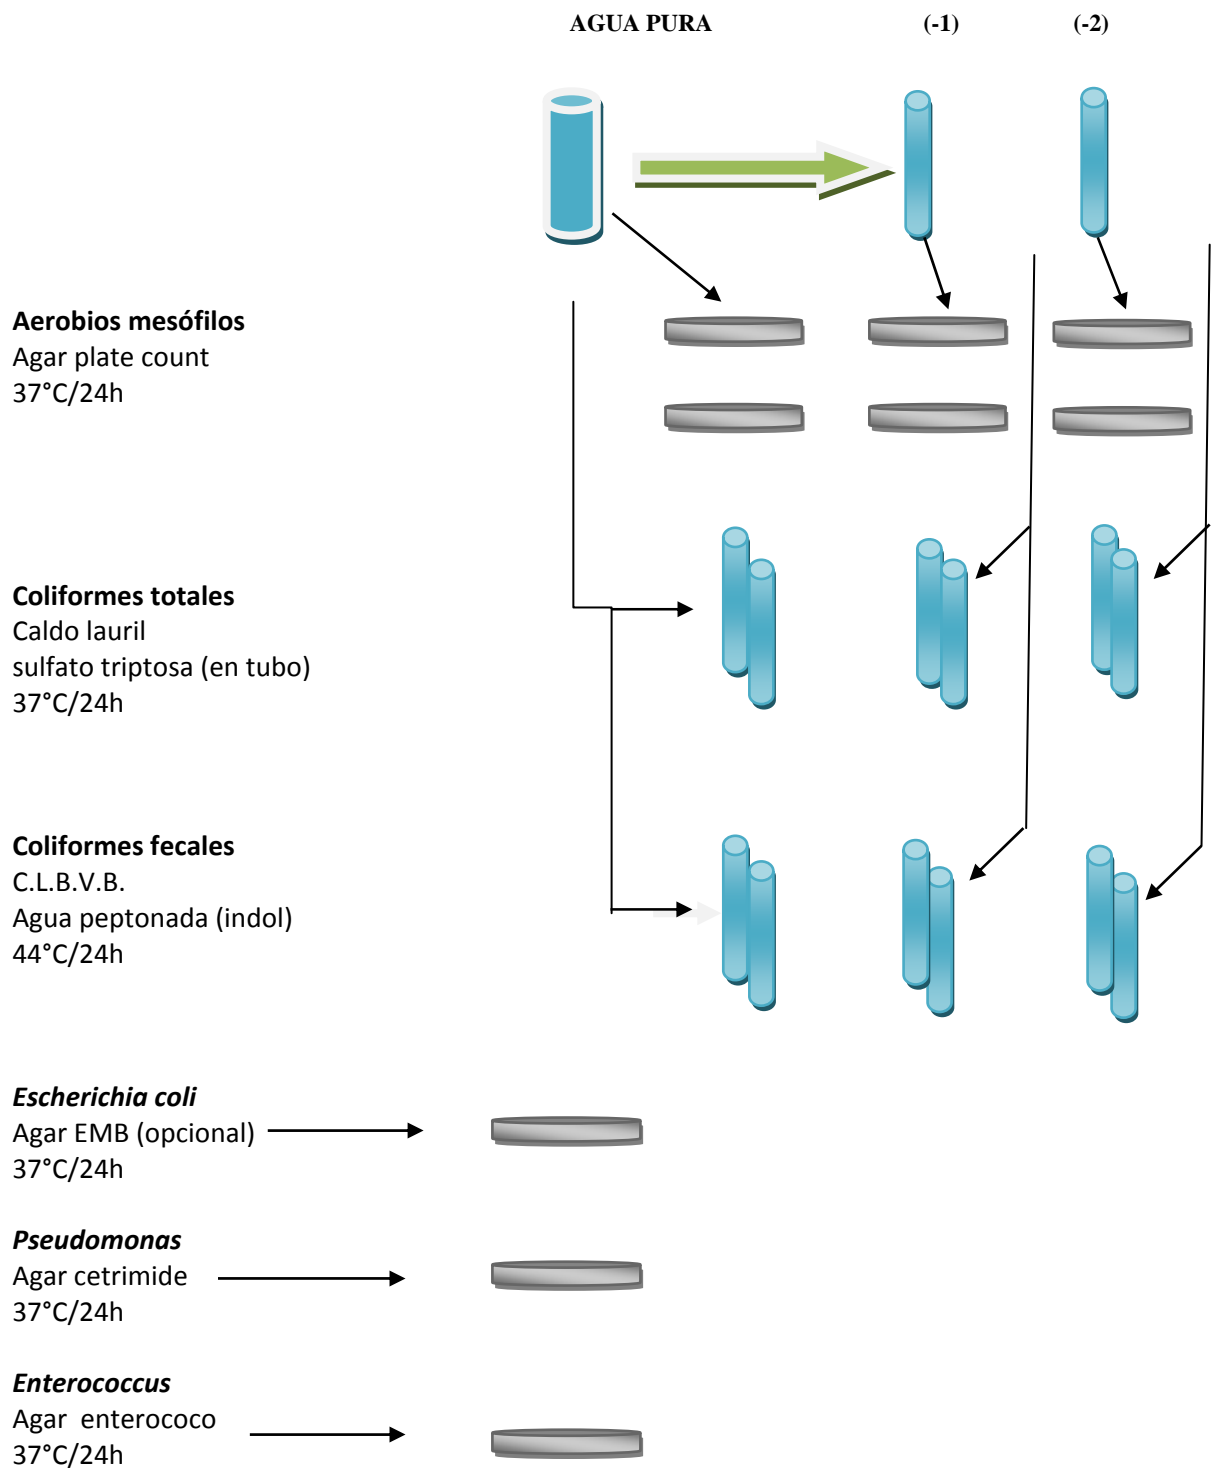 AGUA PURA (-1) (-2)
Aerobios mesófilos
Agar plate count
37°C/24h
Coliformes totales
Caldo lauril
sulfato triptosa (en tubo)
37°C/24h
Coliformes fecales
C.L.B.V.B.
Agua peptonada (indol)
44°C/24h
Escherichia coli
Agar EMB (opcional)
37°C/24h
Pseudomonas
Agar cetrimide
37°C/24h
Enterococcus
Agar enterococo
37°C/24h